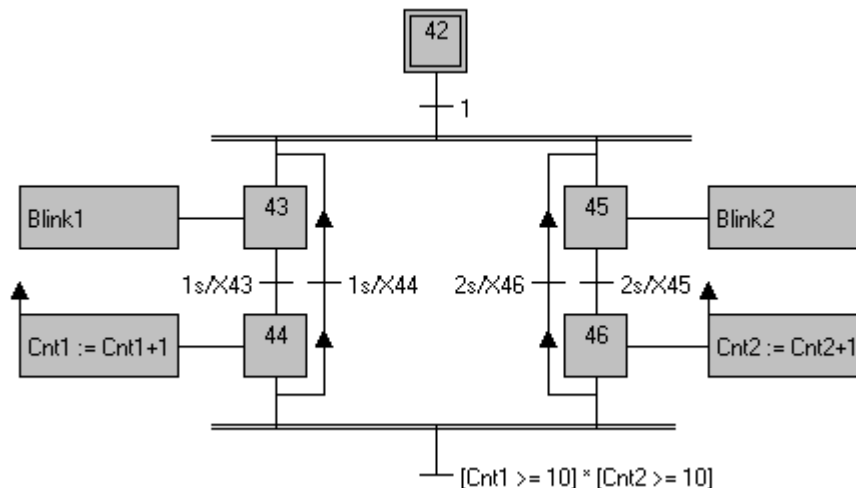 42
1
Blink1
43
45
Blink2
1s/X43
1s/X44
2s/X46
2s/X45
Cnt1 := Cnt1+1
44
46
Cnt2 := Cnt2+1
[Cnt1 >= 10] * [Cnt2 >= 10]